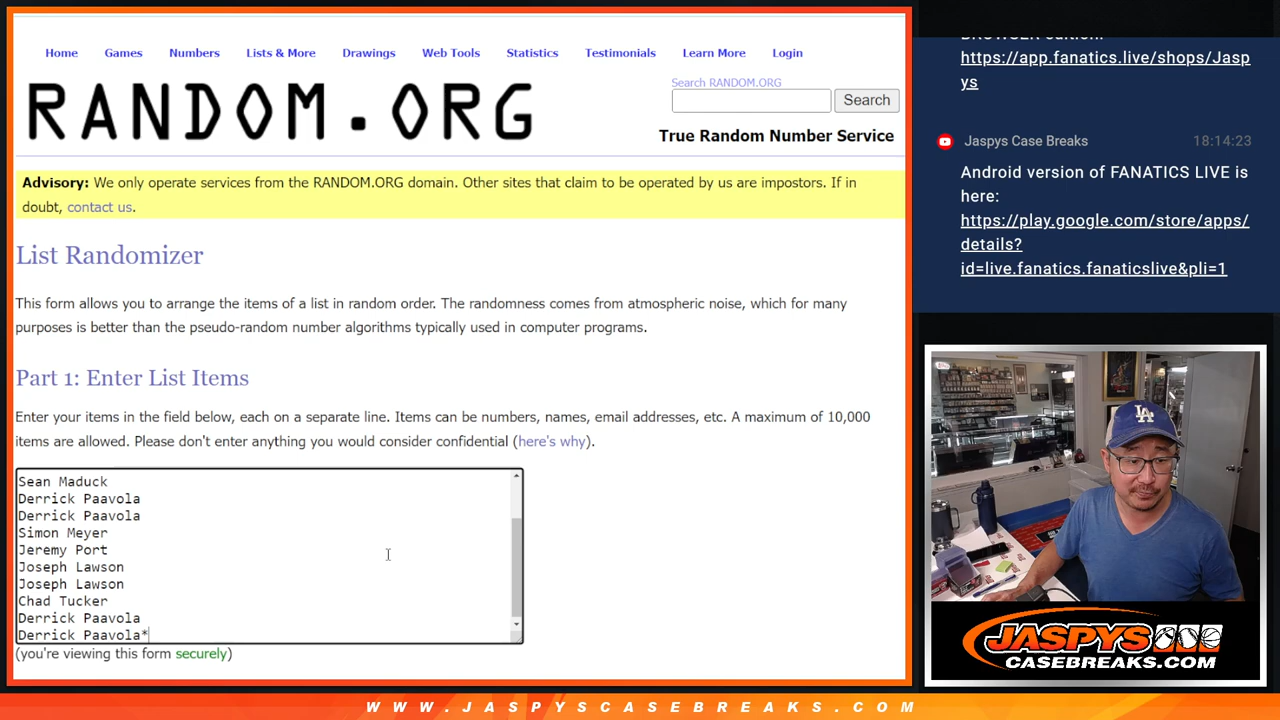 Home Games Numbers Lists & More Drawings Web Tools Statistics Testimonials Learn More Login
RANDOM.ORG
Search RANDOM.ORG
Search
True Random Number Service
Advisory: We only operate services from the RANDOM.ORG domain. Other sites that claim to be operated by us are impostors. If in
doubt, contact us.
List Randomizer
This form allows you to arrange the items of a list in random order. The randomness comes from atmospheric noise, which for many
purposes is better than the pseudo-random number algorithms typically used in computer programs.
Part 1: Enter List Items
Enter your items in the field below, each on a separate line. Items can be numbers, names, email addresses, etc. A maximum of 10,000
items are allowed. Please don't enter anything you would consider confidential (here's why).
Sean Maduck
Derrick Paavola
Derrick Paavola
Simon Meyer
Jeremy Port
Joseph Lawson
Joseph Lawson
Chad Tucker
Derrick Paavola
Derrick Paavola*
(you're viewing this form securely)
BROWSER edition:
https://app.fanatics.live/shops/Jasp
ys
Jaspys Case Breaks 18:14:23
Android version of FANATICS LIVE is
here:
https://play.google.com/store/apps/
details?
id=live.fanatics.fanaticslive&pli=1
LA
JASPYS
CASEBREAKS.COM
WWW.JASPYSCASEBREAKS.COM